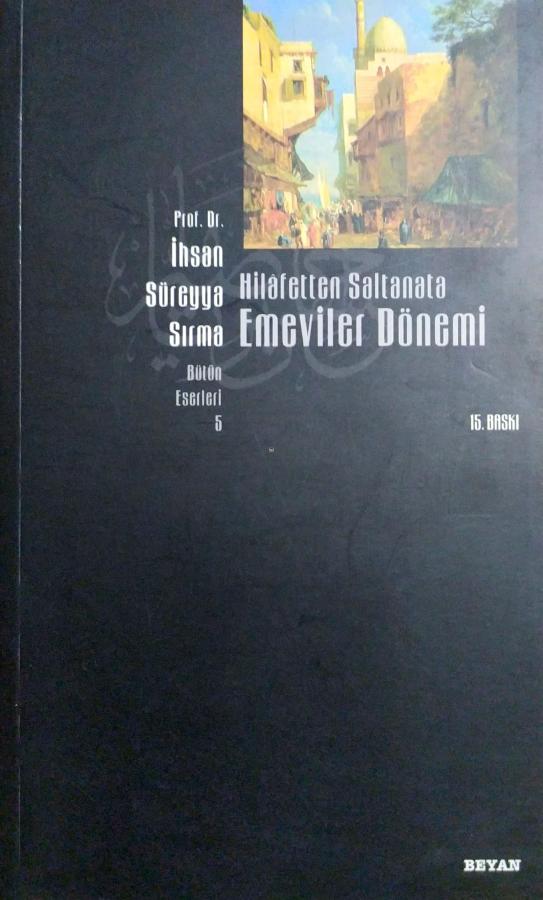 Prof. Dr.
İhsan
Süreyya
Sırma
Bütün
Eserleri
5
Hilâfetten Saltanata
Emeviler Dönemi
15. BASKI
BEYAN